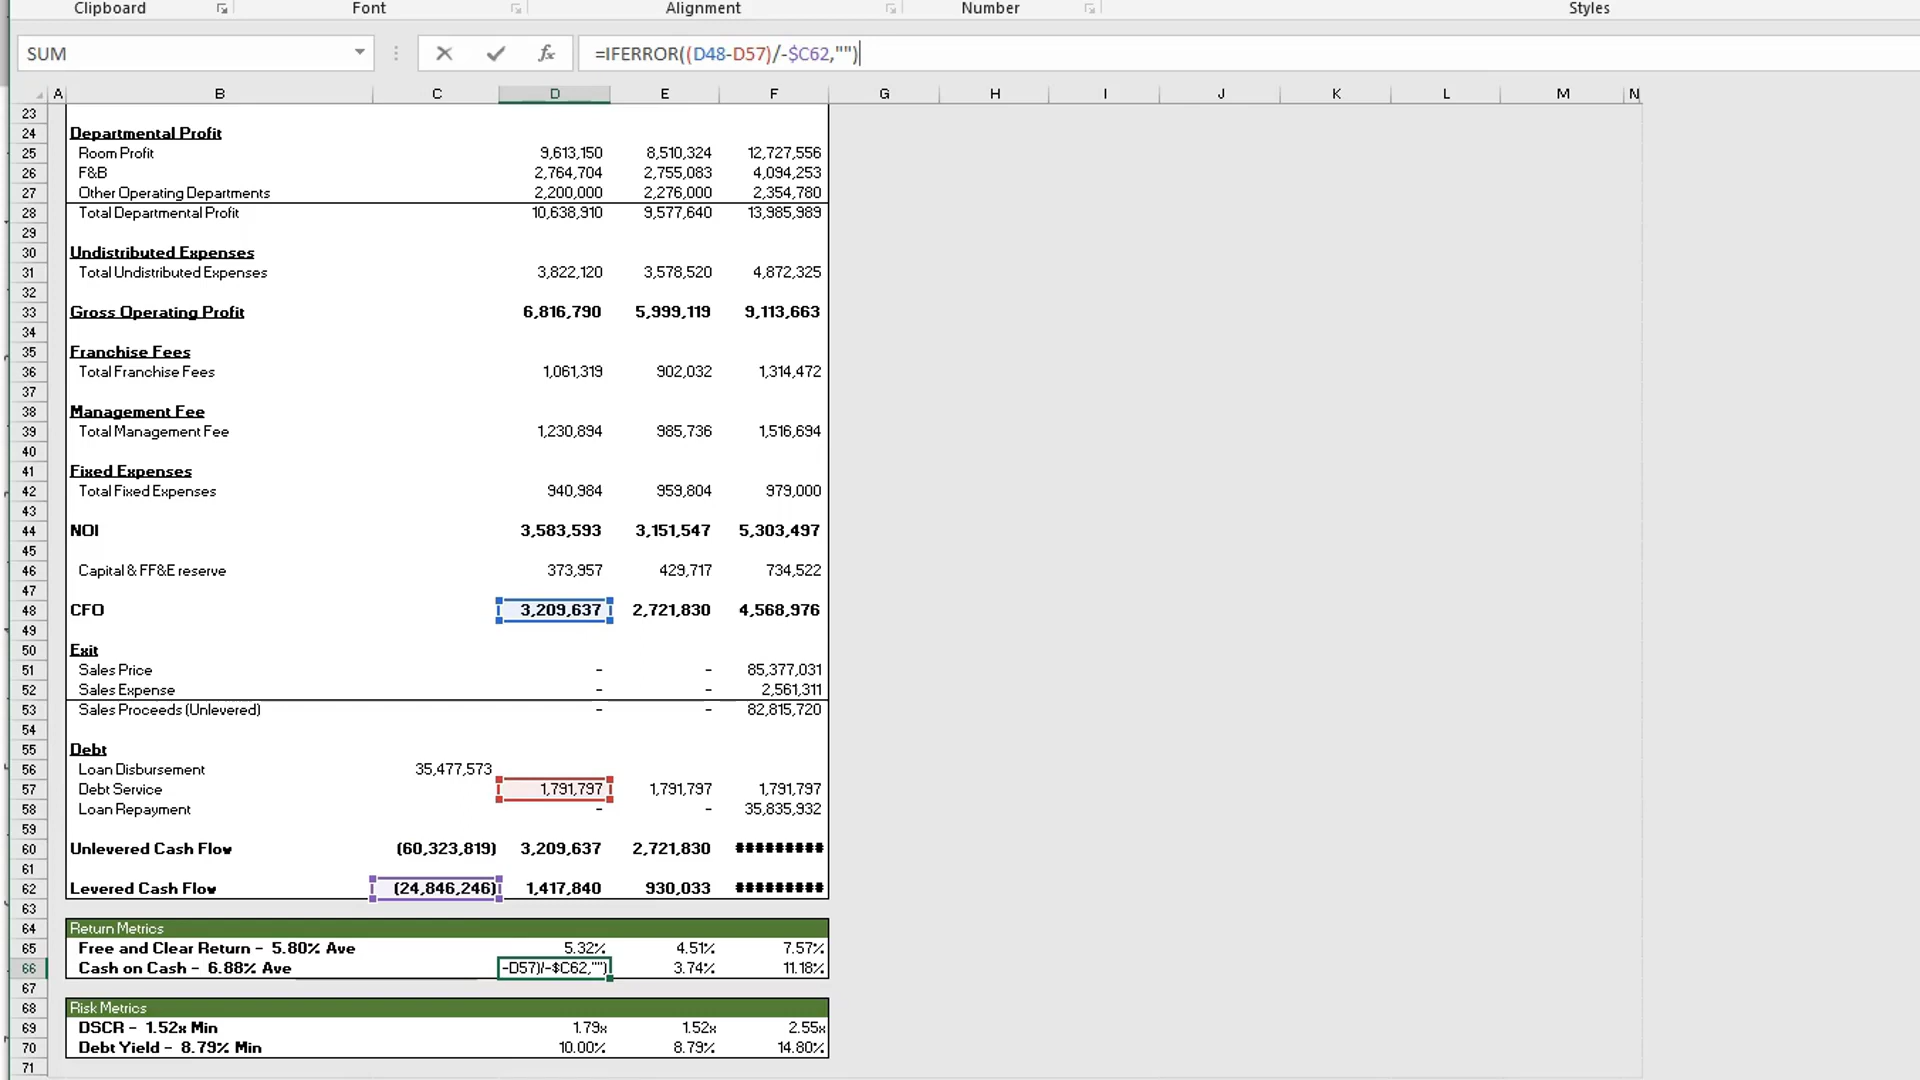 Clipboard Font Alignment Number Styles
SUM =IFERROR((D48-D57)/-$C62,"")
A B C D E F G H I J K L M N
23
24 Departmental Profit
25 Room Profit 9,613,150 8,510,324 12,727,556
26 F&B 2,764,704 2,755,083 4,094,253
27 Other Operating Departments 2,200,000 2,276,000 2,354,780
28 Total Departmental Profit 10,638,910 9,577,640 13,985,989
29
30 Undistributed Expenses
31 Total Undistributed Expenses 3,822,120 3,578,520 4,872,325
32
33 Gross Operating Profit 6,816,790 5,999,119 9,113,663
34
35 Franchise Fees
36 Total Franchise Fees 1,061,319 902,032 1,314,472
37
38 Management Fee
39 Total Management Fee 1,230,894 985,736 1,516,694
40
41 Fixed Expenses
42 Total Fixed Expenses 940,984 959,804 979,000
43
44 NOI 3,583,593 3,151,547 5,303,497
45
46 Capital & FF&E reserve 373,957 429,717 734,522
47
48 CFO 3,209,637 2,721,830 4,568,976
49
50 Exit
51 Sales Price - - 85,377,031
52 Sales Expense - - 2,561,311
53 Sales Proceeds (Unlevered) - - 82,815,720
54
55 Debt
56 Loan Disbursement 35,477,573
57 Debt Service 1,791,797 1,791,797 1,791,797
58 Loan Repayment - - 35,835,932
59
60 Unlevered Cash Flow (60,323,819) 3,209,637 2,721,830 #########
61
62 Levered Cash Flow (24,846,246) 1,417,840 930,033 #########
63
64 Return Metrics
65 Free and Clear Return - 5.80% Ave 5.32% 4.51% 7.57%
66 Cash on Cash - 6.88% Ave -D57)/-$C62,"") 3.74% 11.18%
67
68 Risk Metrics
69 DSCR - 1.52x Min 1.79x 1.52x 2.55x
70 Debt Yield - 8.79% Min 10.00% 8.79% 14.80%
71